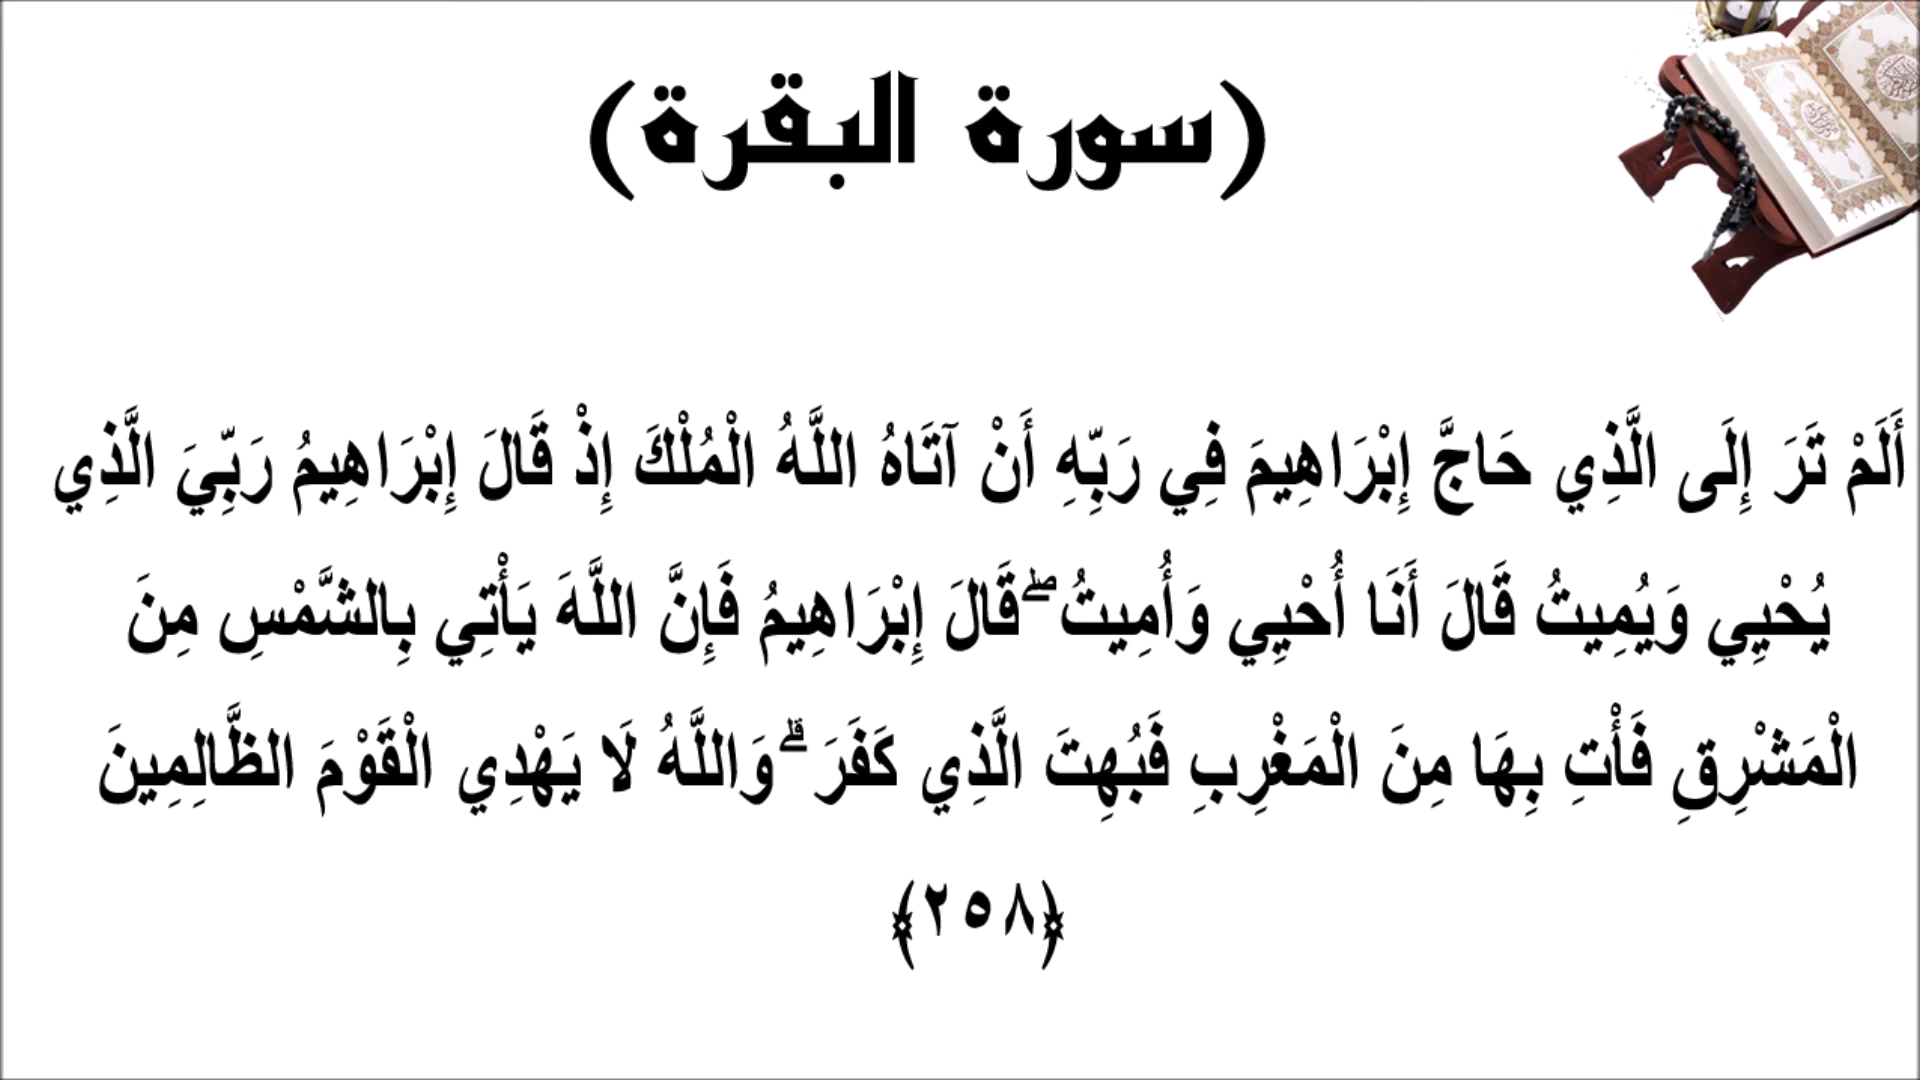 (سورة البقرة)
أَلَمْ تَرَ إِلَى الَّذِي حَاجَّ إِبْرَاهِيمَ فِي رَبِّهِ أَنْ آتَاهُ اللَّهُ الْمُلْكَ إِذْ قَالَ إِبْرَاهِيمُ رَبِّيَ الَّذِي
يُحْيِي وَيُمِيتُ قَالَ أَنَا أُحْيِي وَأُمِيتُ ۖ قَالَ إِبْرَاهِيمُ فَإِنَّ اللَّهَ يَأْتِي بِالشَّمْسِ مِنَ
الْمَشْرِقِ فَأْتِ بِهَا مِنَ الْمَغْرِبِ فَبُهِتَ الَّذِي كَفَرَ ۗ وَاللَّهُ لَا يَهْدِي الْقَوْمَ الظَّالِمِينَ
﴿٢٥٨﴾